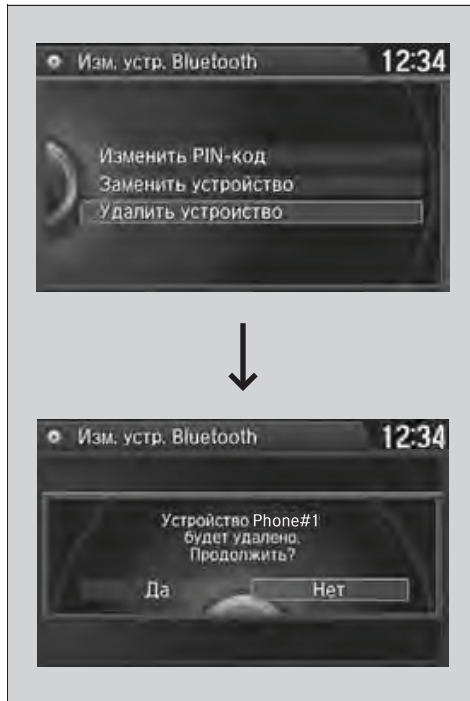 Изм. устр. Bluetooth 12:34
Изменить PIN-код
Заменить устройство
Удалить устройство
Изм. устр. Bluetooth 12:34
Устройство Phone#1
будет удалено.
Продолжить?
Да Нет